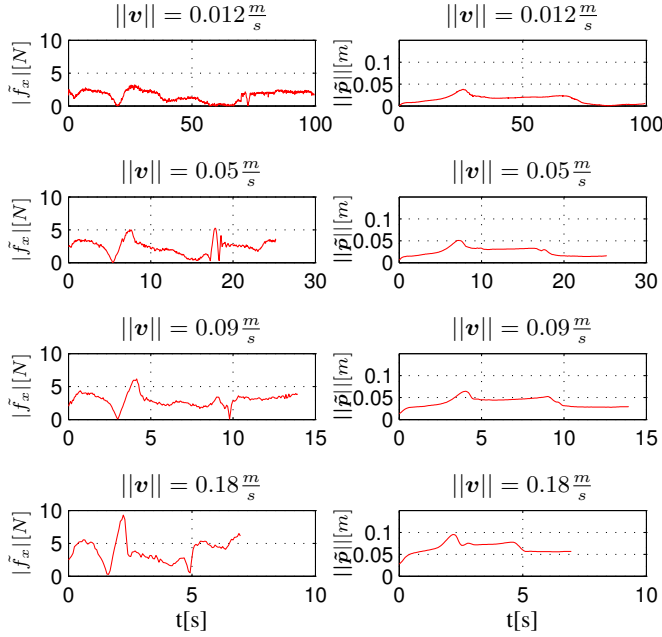 ||v|| = 0.012 m/s ||v|| = 0.012 m/s
|f̃ₓ|[N] 10 5 0 ||p̃||[m] 0.1 0.05 0
0 50 100 0 50 100
||v|| = 0.05 m/s ||v|| = 0.05 m/s
|f̃ₓ|[N] 10 5 0 ||p̃||[m] 0.1 0.05 0
0 10 20 30 0 10 20 30
||v|| = 0.09 m/s ||v|| = 0.09 m/s
|f̃ₓ|[N] 10 5 0 ||p̃||[m] 0.1 0.05 0
0 5 10 15 0 5 10 15
||v|| = 0.18 m/s ||v|| = 0.18 m/s
|f̃ₓ|[N] 10 5 0 ||p̃||[m] 0.1 0.05 0
0 5 10 0 5 10
t[s] t[s]